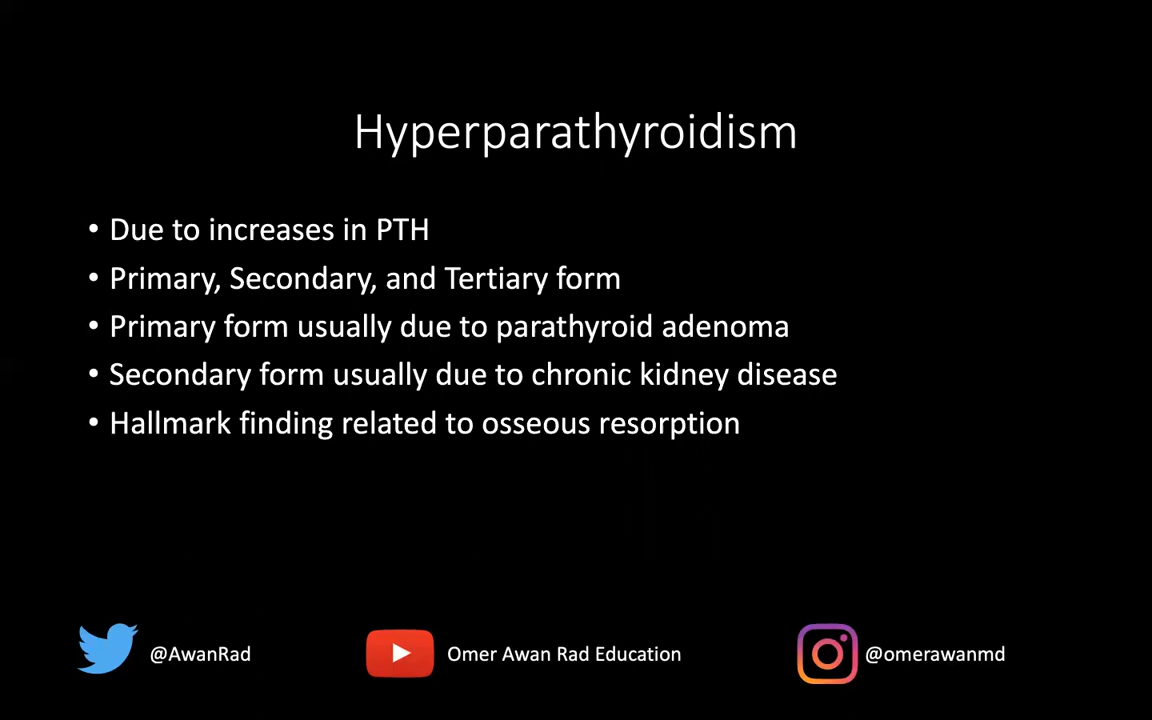 Hyperparathyroidism
• Due to increases in PTH
• Primary, Secondary, and Tertiary form
• Primary form usually due to parathyroid adenoma
• Secondary form usually due to chronic kidney disease
• Hallmark finding related to osseous resorption
@AwanRad
Omer Awan Rad Education
@omerawanmd